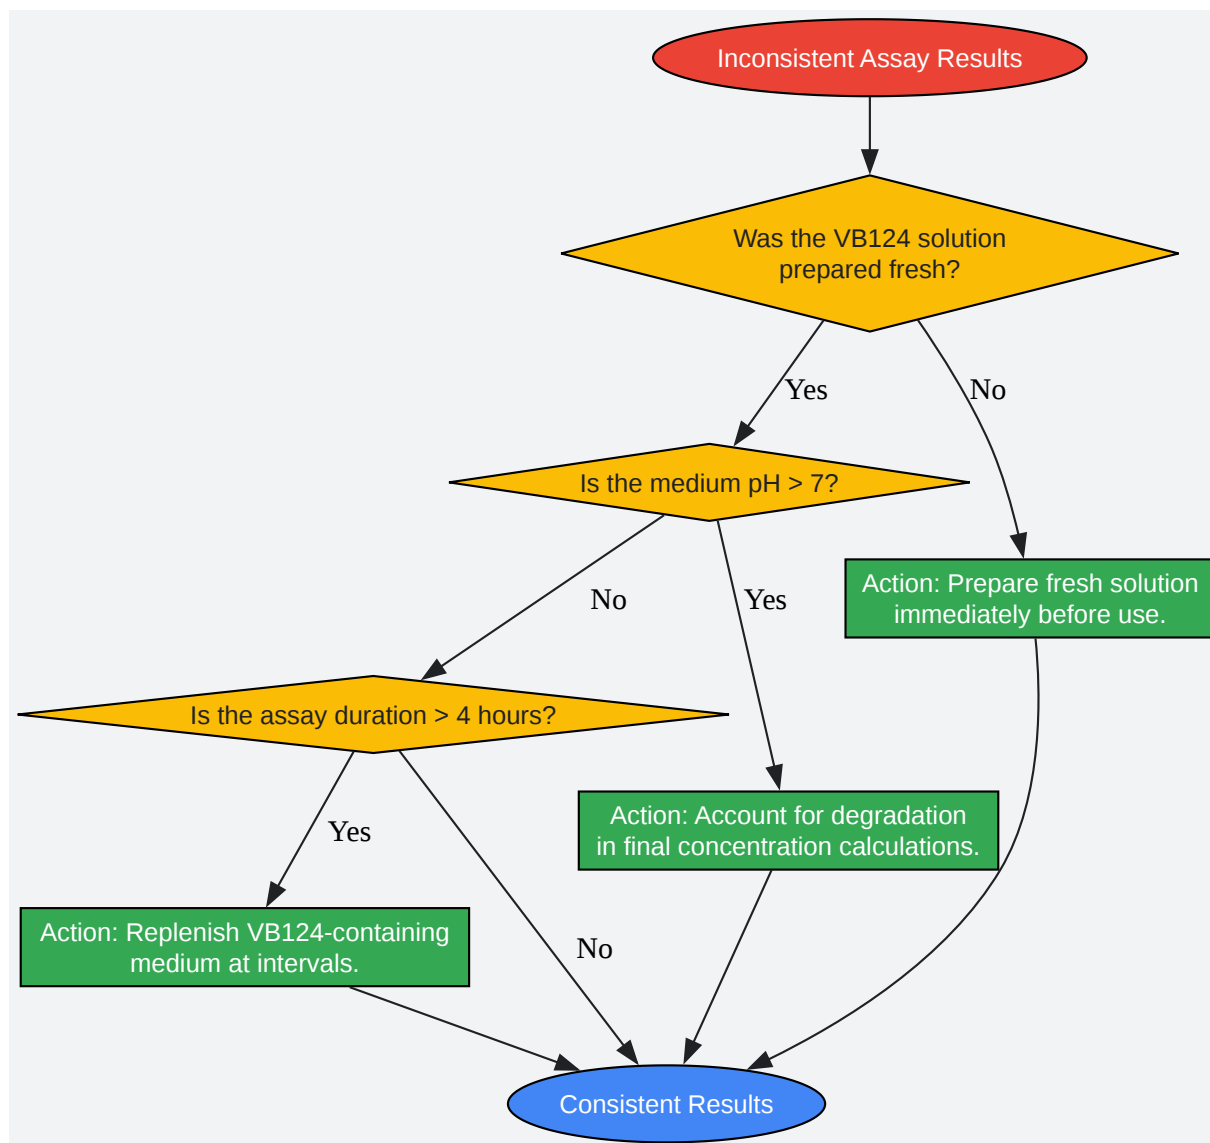 Inconsistent Assay Results
Was the VB124 solution
prepared fresh?
Yes
No
Is the medium pH > 7?
Action: Prepare fresh solution
immediately before use.
No
Yes
Is the assay duration > 4 hours?
Action: Account for degradation
in final concentration calculations.
Yes
Action: Replenish VB124-containing
medium at intervals.
No
Consistent Results